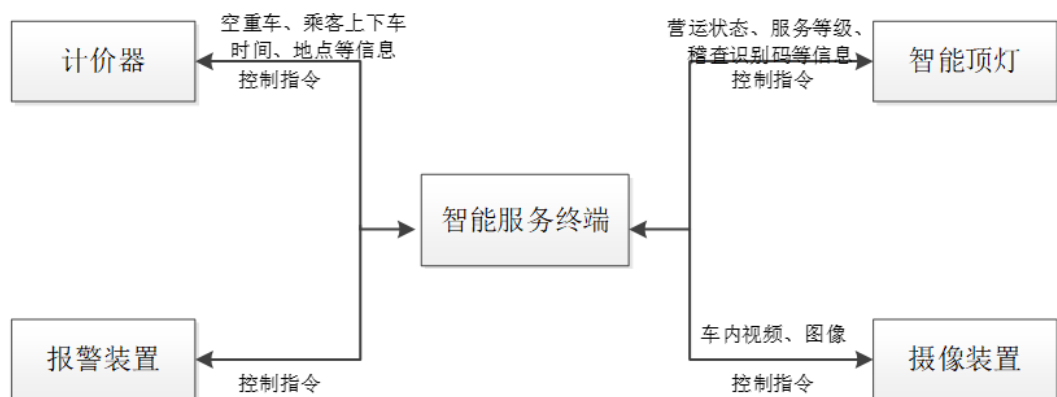 空重车、乘客上下车
时间、地点等信息
计价器
控制指令
营运状态、服务等级、
稽查识别码等信息
智能顶灯
控制指令
智能服务终端
报警装置
控制指令
车内视频、图像
摄像装置
控制指令